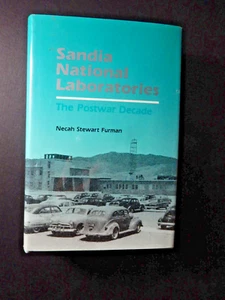 Sandia
National
Laboratories
The Postwar Decade
Necah Stewart Furman